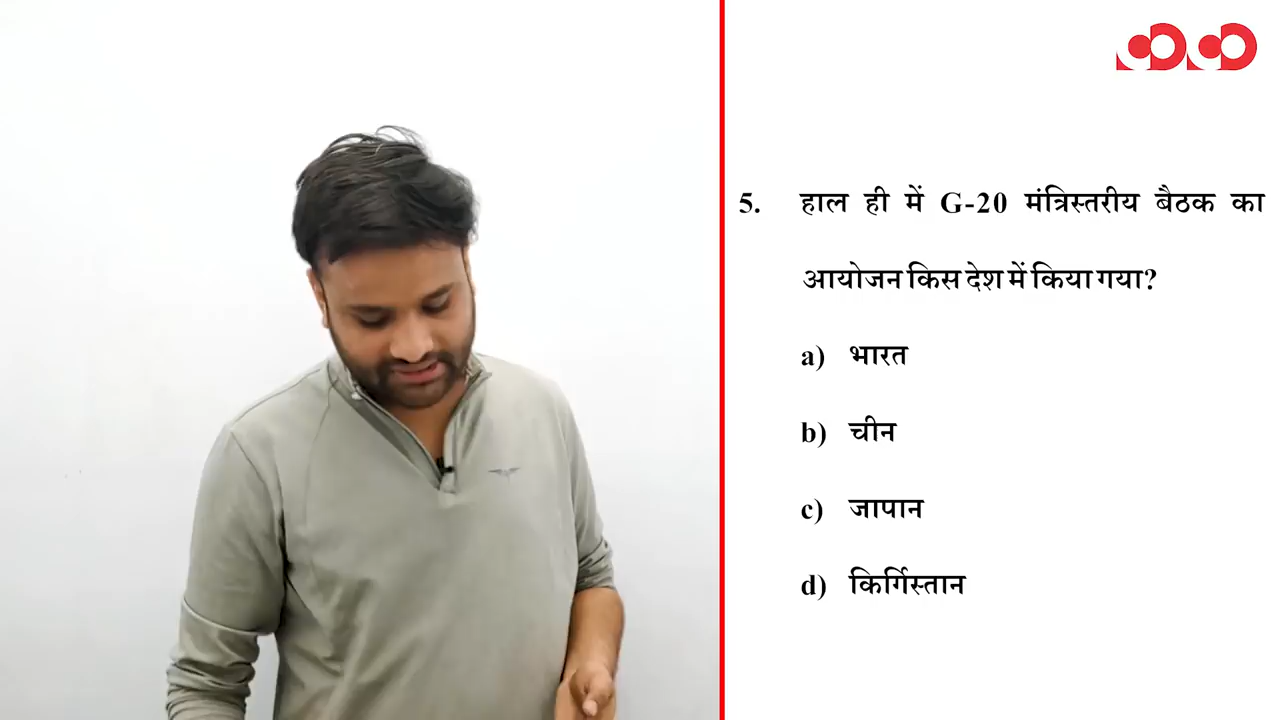 5. हाल ही में G-20 मंत्रिस्तरीय बैठक का
आयोजन किस देश में किया गया?
a) भारत
b) चीन
c) जापान
d) किर्गिस्तान